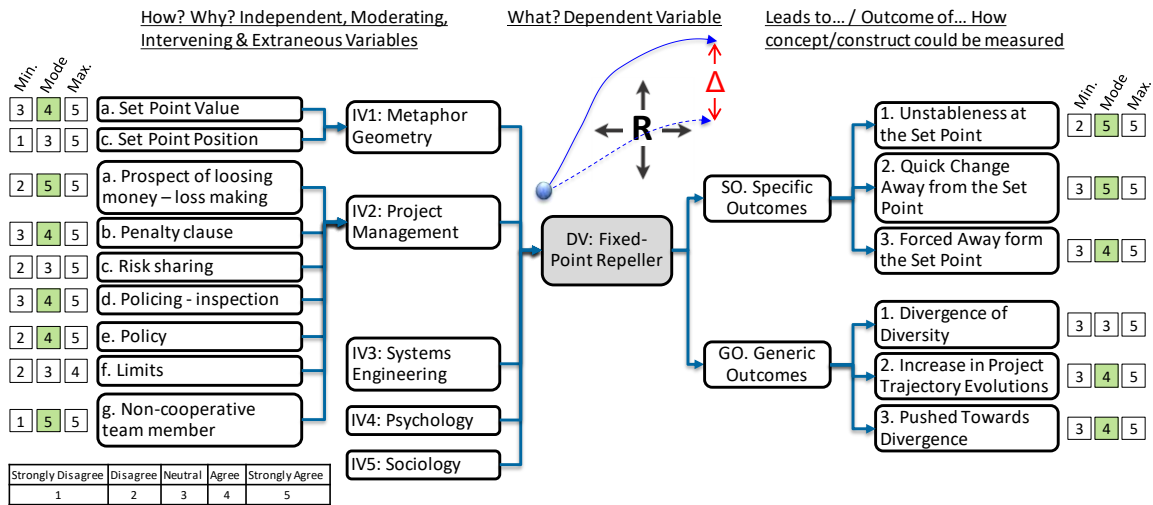 How? Why? Independent, Moderating,
Intervening & Extraneous Variables
What? Dependent Variable
Leads to... / Outcome of... How
concept/construct could be measured
Min. Mode Max.
3 4 5 a. Set Point Value
1 3 5 c. Set Point Position
2 5 5 a. Prospect of loosing
money – loss making
3 4 5 b. Penalty clause
2 3 5 c. Risk sharing
3 4 5 d. Policing - inspection
2 4 5 e. Policy
2 3 4 f. Limits
1 5 5 g. Non-cooperative
team member
IV1: Metaphor
Geometry
IV2: Project
Management
IV3: Systems
Engineering
IV4: Psychology
IV5: Sociology
R
Δ
DV: Fixed-
Point Repeller
SO. Specific
Outcomes
GO. Generic
Outcomes
Min. Mode Max.
1. Unstableness at
the Set Point
2 5 5
2. Quick Change
Away from the Set
Point
3 5 5
3. Forced Away form
the Set Point
3 4 5
1. Divergence of
Diversity
3 3 5
2. Increase in Project
Trajectory Evolutions
3 4 5
3. Pushed Towards
Divergence
3 4 5
Strongly Disagree Disagree Neutral Agree Strongly Agree
1 2 3 4 5